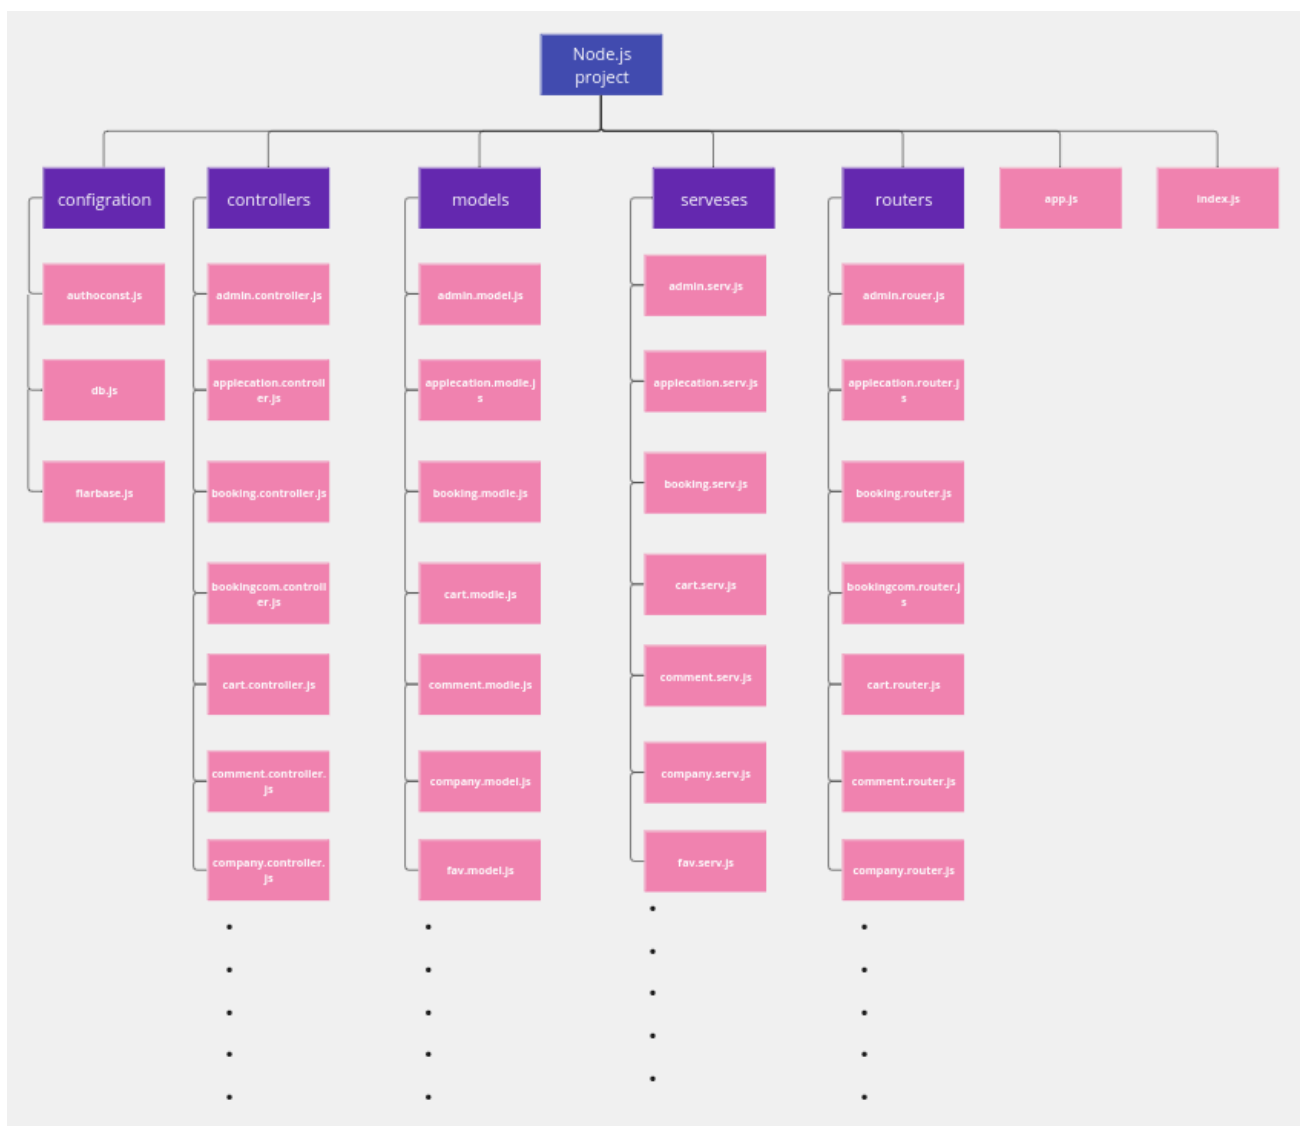 Node.js
project
configration
controllers
models
serveses
routers
app.js
index.js
authoconst.js
db.js
fiarbase.js
admin.controller.js
applecation.controll
er.js
booking.controller.js
bookingcom.controll
er.js
cart.controller.js
comment.controller.
js
company.controller.
js
admin.model.js
applecation.modle.j
s
booking.modle.js
cart.modle.js
comment.modle.js
company.model.js
fav.model.js
admin.serv.js
applecation.serv.js
booking.serv.js
cart.serv.js
comment.serv.js
company.serv.js
fav.serv.js
admin.rouer.js
applecation.router.j
s
booking.router.js
bookingcom.router.j
s
cart.router.js
comment.router.js
company.router.js